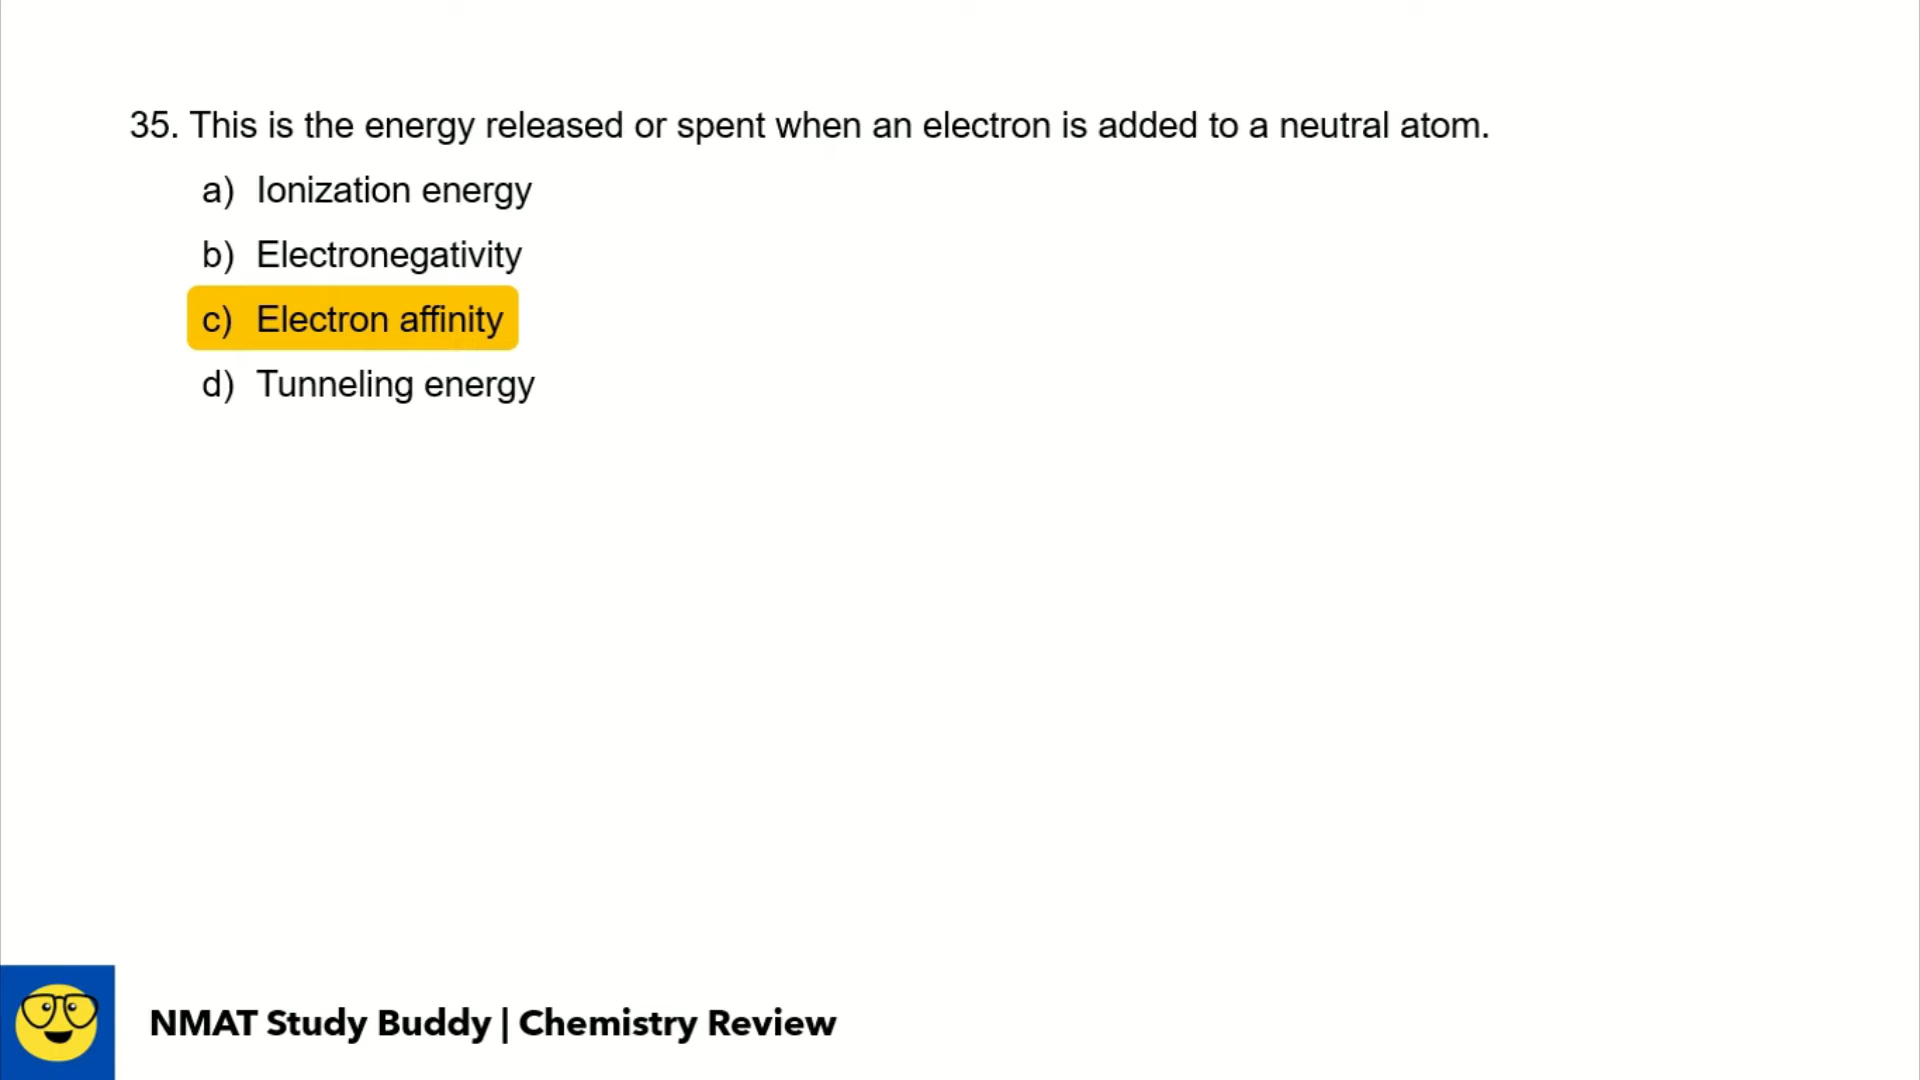 35. This is the energy released or spent when an electron is added to a neutral atom.
a) Ionization energy
b) Electronegativity
c) Electron affinity
d) Tunneling energy
NMAT Study Buddy | Chemistry Review